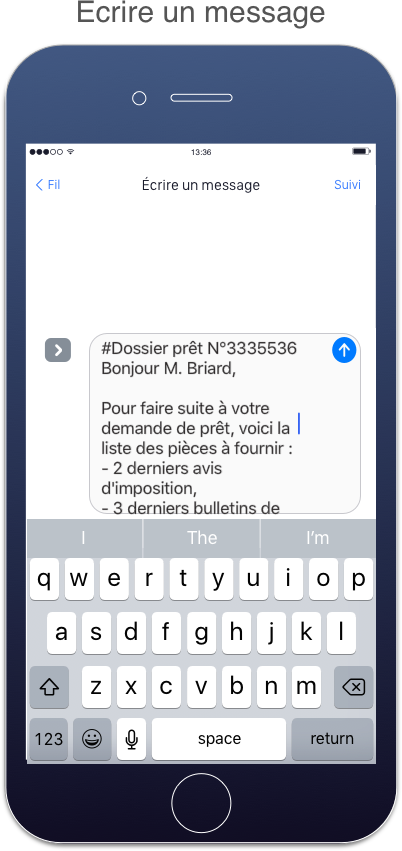 Ecrire un message
13:36
Fil
Écrire un message
Suivi
#Dossier prêt N°3335536
Bonjour M. Briard,
Pour faire suite à votre
demande de prêt, voici la
liste des pièces à fournir :
- 2 derniers avis
d'imposition,
- 3 derniers bulletins de
I The I'm
q w e r t y u i o p
a s d f g h j k l
z x c v b n m
123 space return